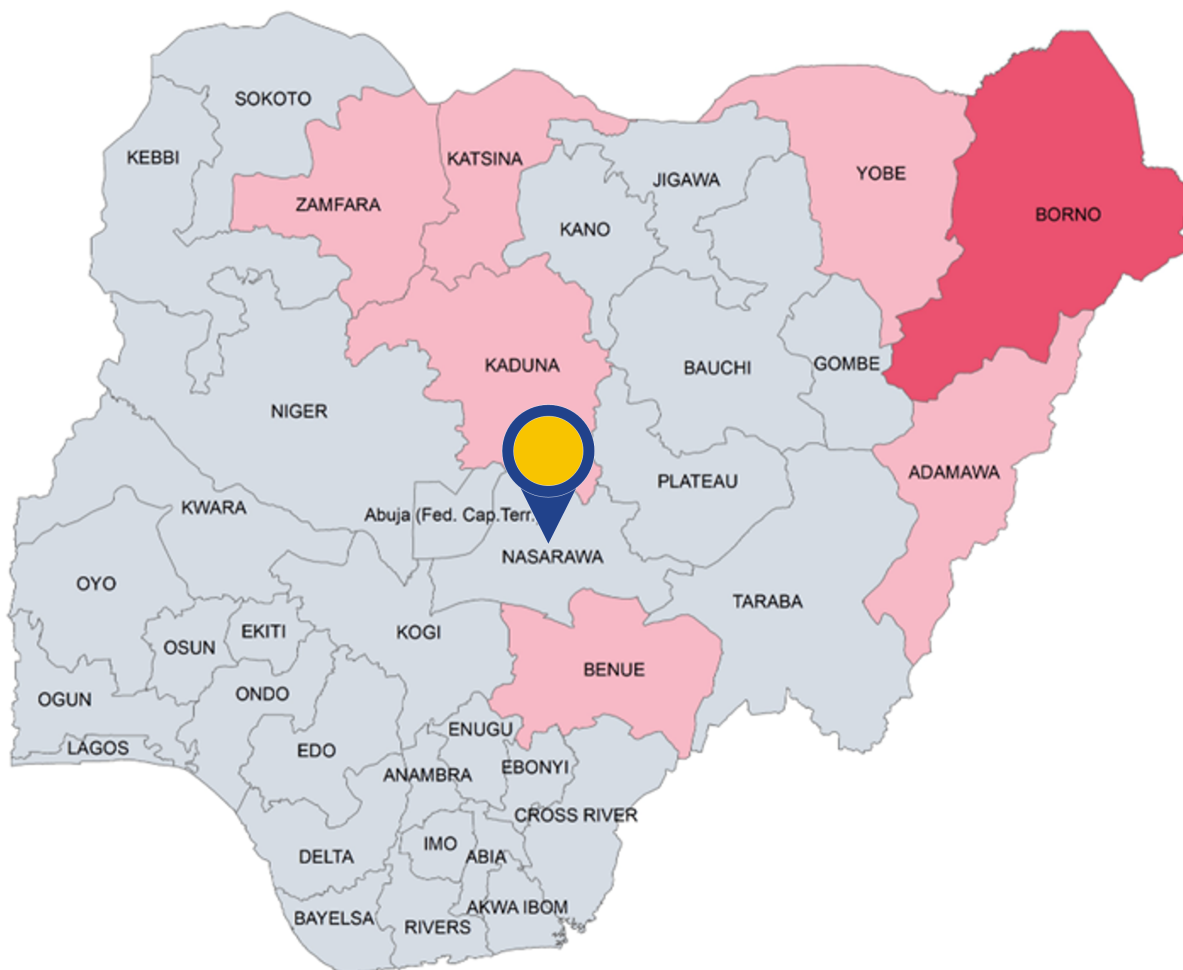 SOKOTO
KEBBI
KATSINA
ZAMFARA
JIGAWA
YOBE
KANO
BORNO
KADUNA
BAUCHI
GOMBE
NIGER
ADAMAWA
PLATEAU
KWARA
Abuja (Fed. Cap.Terr.
NASARAWA
OYO
TARABA
EKITI
KOGI
OSUN
BENUE
OGUN
ONDO
ENUGU
LAGOS
EDO
EBONYI
ANAMBRA
CROSS RIVER
IMO
ABIA
DELTA
AKWA IBOM
BAYELSA
RIVERS